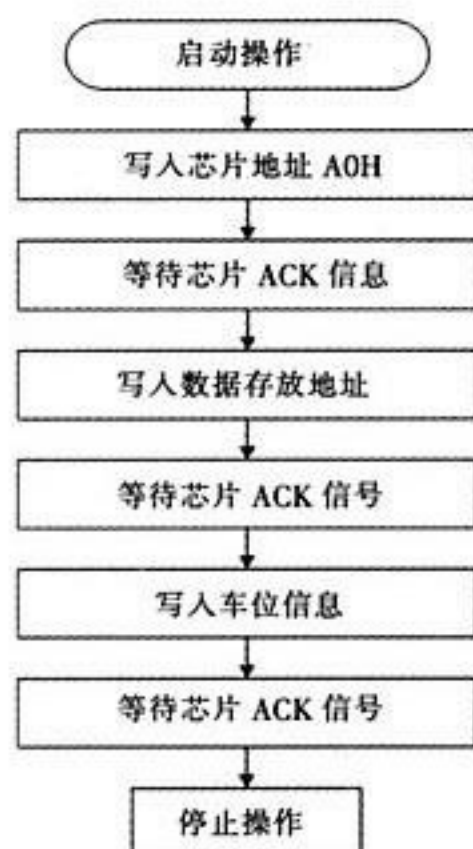 启动操作
写入芯片地址 A0H
等待芯片 ACK 信息
写入数据存放地址
等待芯片 ACK 信号
写入车位信息
等待芯片 ACK 信号
停止操作